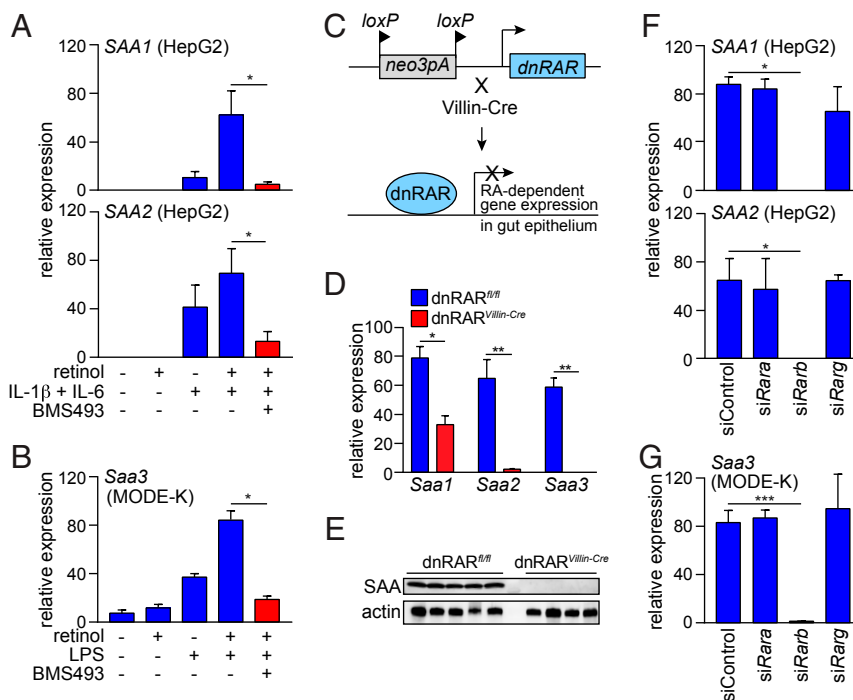 A
SAA1 (HepG2)
120
80
40
0
SAA2 (HepG2)
120
80
40
0
relative expression
*
*
retinol - + - + +
IL-1β + IL-6 - - + + +
BMS493 - - - - +
B
Saa3
(MODE-K)
120
80
40
0
relative expression
*
retinol - + - + +
LPS - - + + +
BMS493 - - - - +
C
loxP loxP
neo3pA dnRAR
X
Villin-Cre
dnRAR
X
RA-dependent
gene expression
in gut epithelium
D
dnRARfl/fl
dnRARVillin-Cre
80
60
40
20
0
relative expression
* ** **
Saa1 Saa2 Saa3
E
dnRARfl/fl dnRARVillin-Cre
SAA
actin
F
SAA1 (HepG2)
120
80
40
0
*
SAA2 (HepG2)
120
80
40
0
*
relative expression
siControl siRara siRarb siRarg
G
Saa3
(MODE-K)
120
80
40
0
***
relative expression
siControl siRara siRarb siRarg